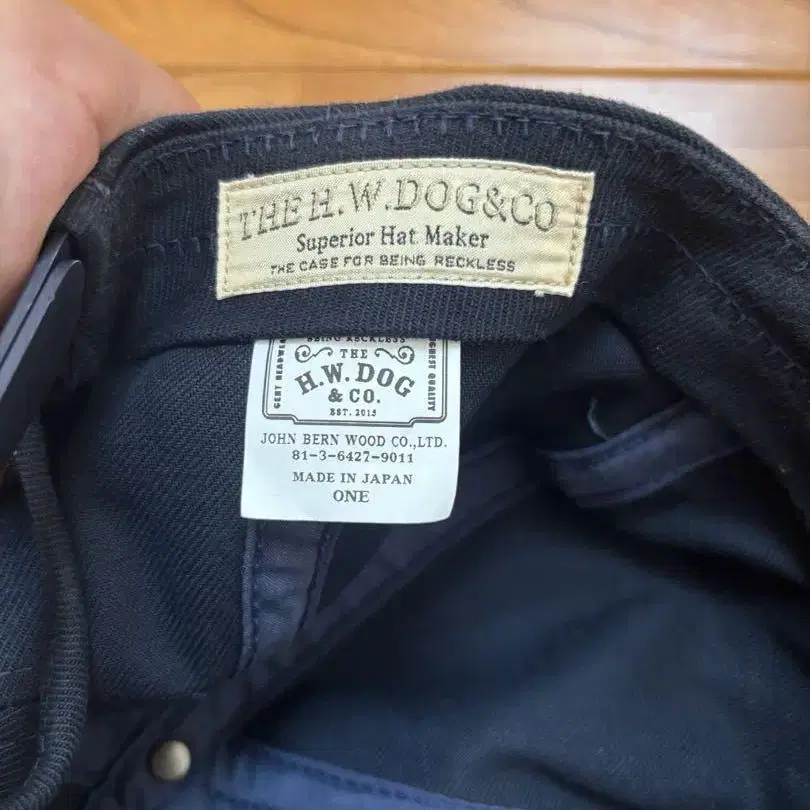 THE H.W.DOG&CO
Superior Hat Maker
THE CASE FOR BEING RECKLESS
BEING RECKLESS
THE
H.W.DOG
& CO.
EST. 2015
JOHN BERN WOOD CO.,LTD.
81-3-6427-9011
MADE IN JAPAN
ONE